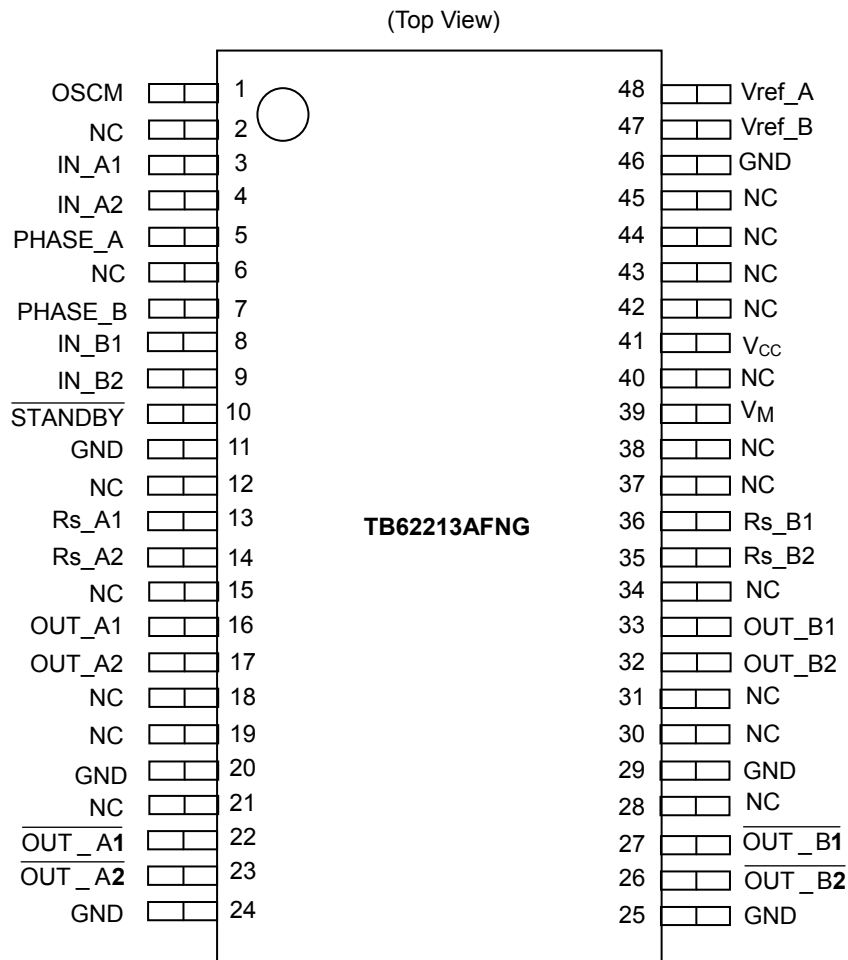 (Top View)
OSCM 1 48 Vref_A
NC 2 47 Vref_B
IN_A1 3 46 GND
IN_A2 4 45 NC
PHASE_A 5 44 NC
NC 6 43 NC
PHASE_B 7 42 NC
IN_B1 8 41 VCC
IN_B2 9 40 NC
STANDBY 10 39 VM
GND 11 38 NC
NC 12 37 NC
Rs_A1 13 TB62213AFNG 36 Rs_B1
Rs_A2 14 35 Rs_B2
NC 15 34 NC
OUT_A1 16 33 OUT_B1
OUT_A2 17 32 OUT_B2
NC 18 31 NC
NC 19 30 NC
GND 20 29 GND
NC 21 28 NC
OUT_A1 22 27 OUT_B1
OUT_A2 23 26 OUT_B2
GND 24 25 GND